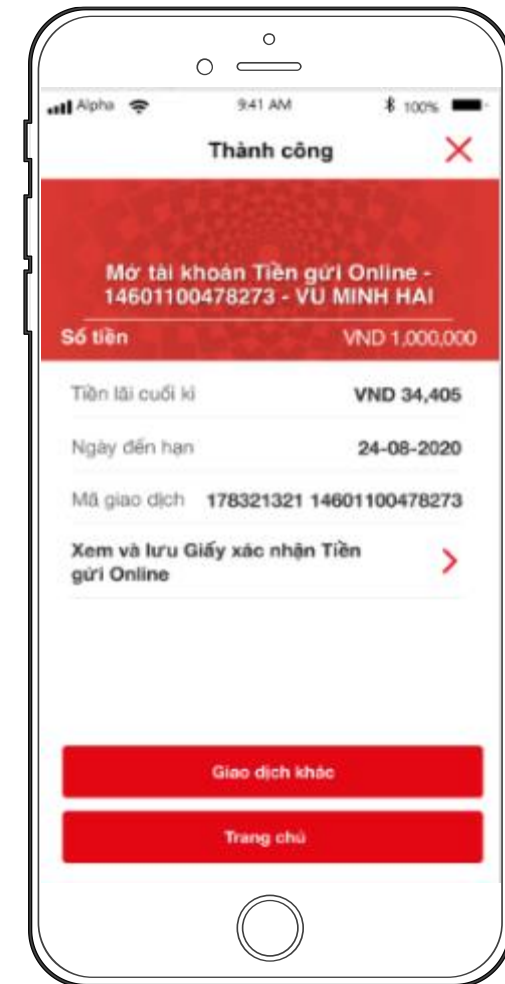 Alpha 9:41 AM 100%
Thành công
Mở tài khoản Tiền gửi Online -
14601100478273 - VU MINH HAI
Số tiền VND 1,000,000
Tiền lãi cuối kì VND 34,405
Ngày đến hạn 24-08-2020
Mã giao dịch 178321321 14601100478273
Xem và lưu Giấy xác nhận Tiền
gửi Online
Giao dịch khác
Trang chủ